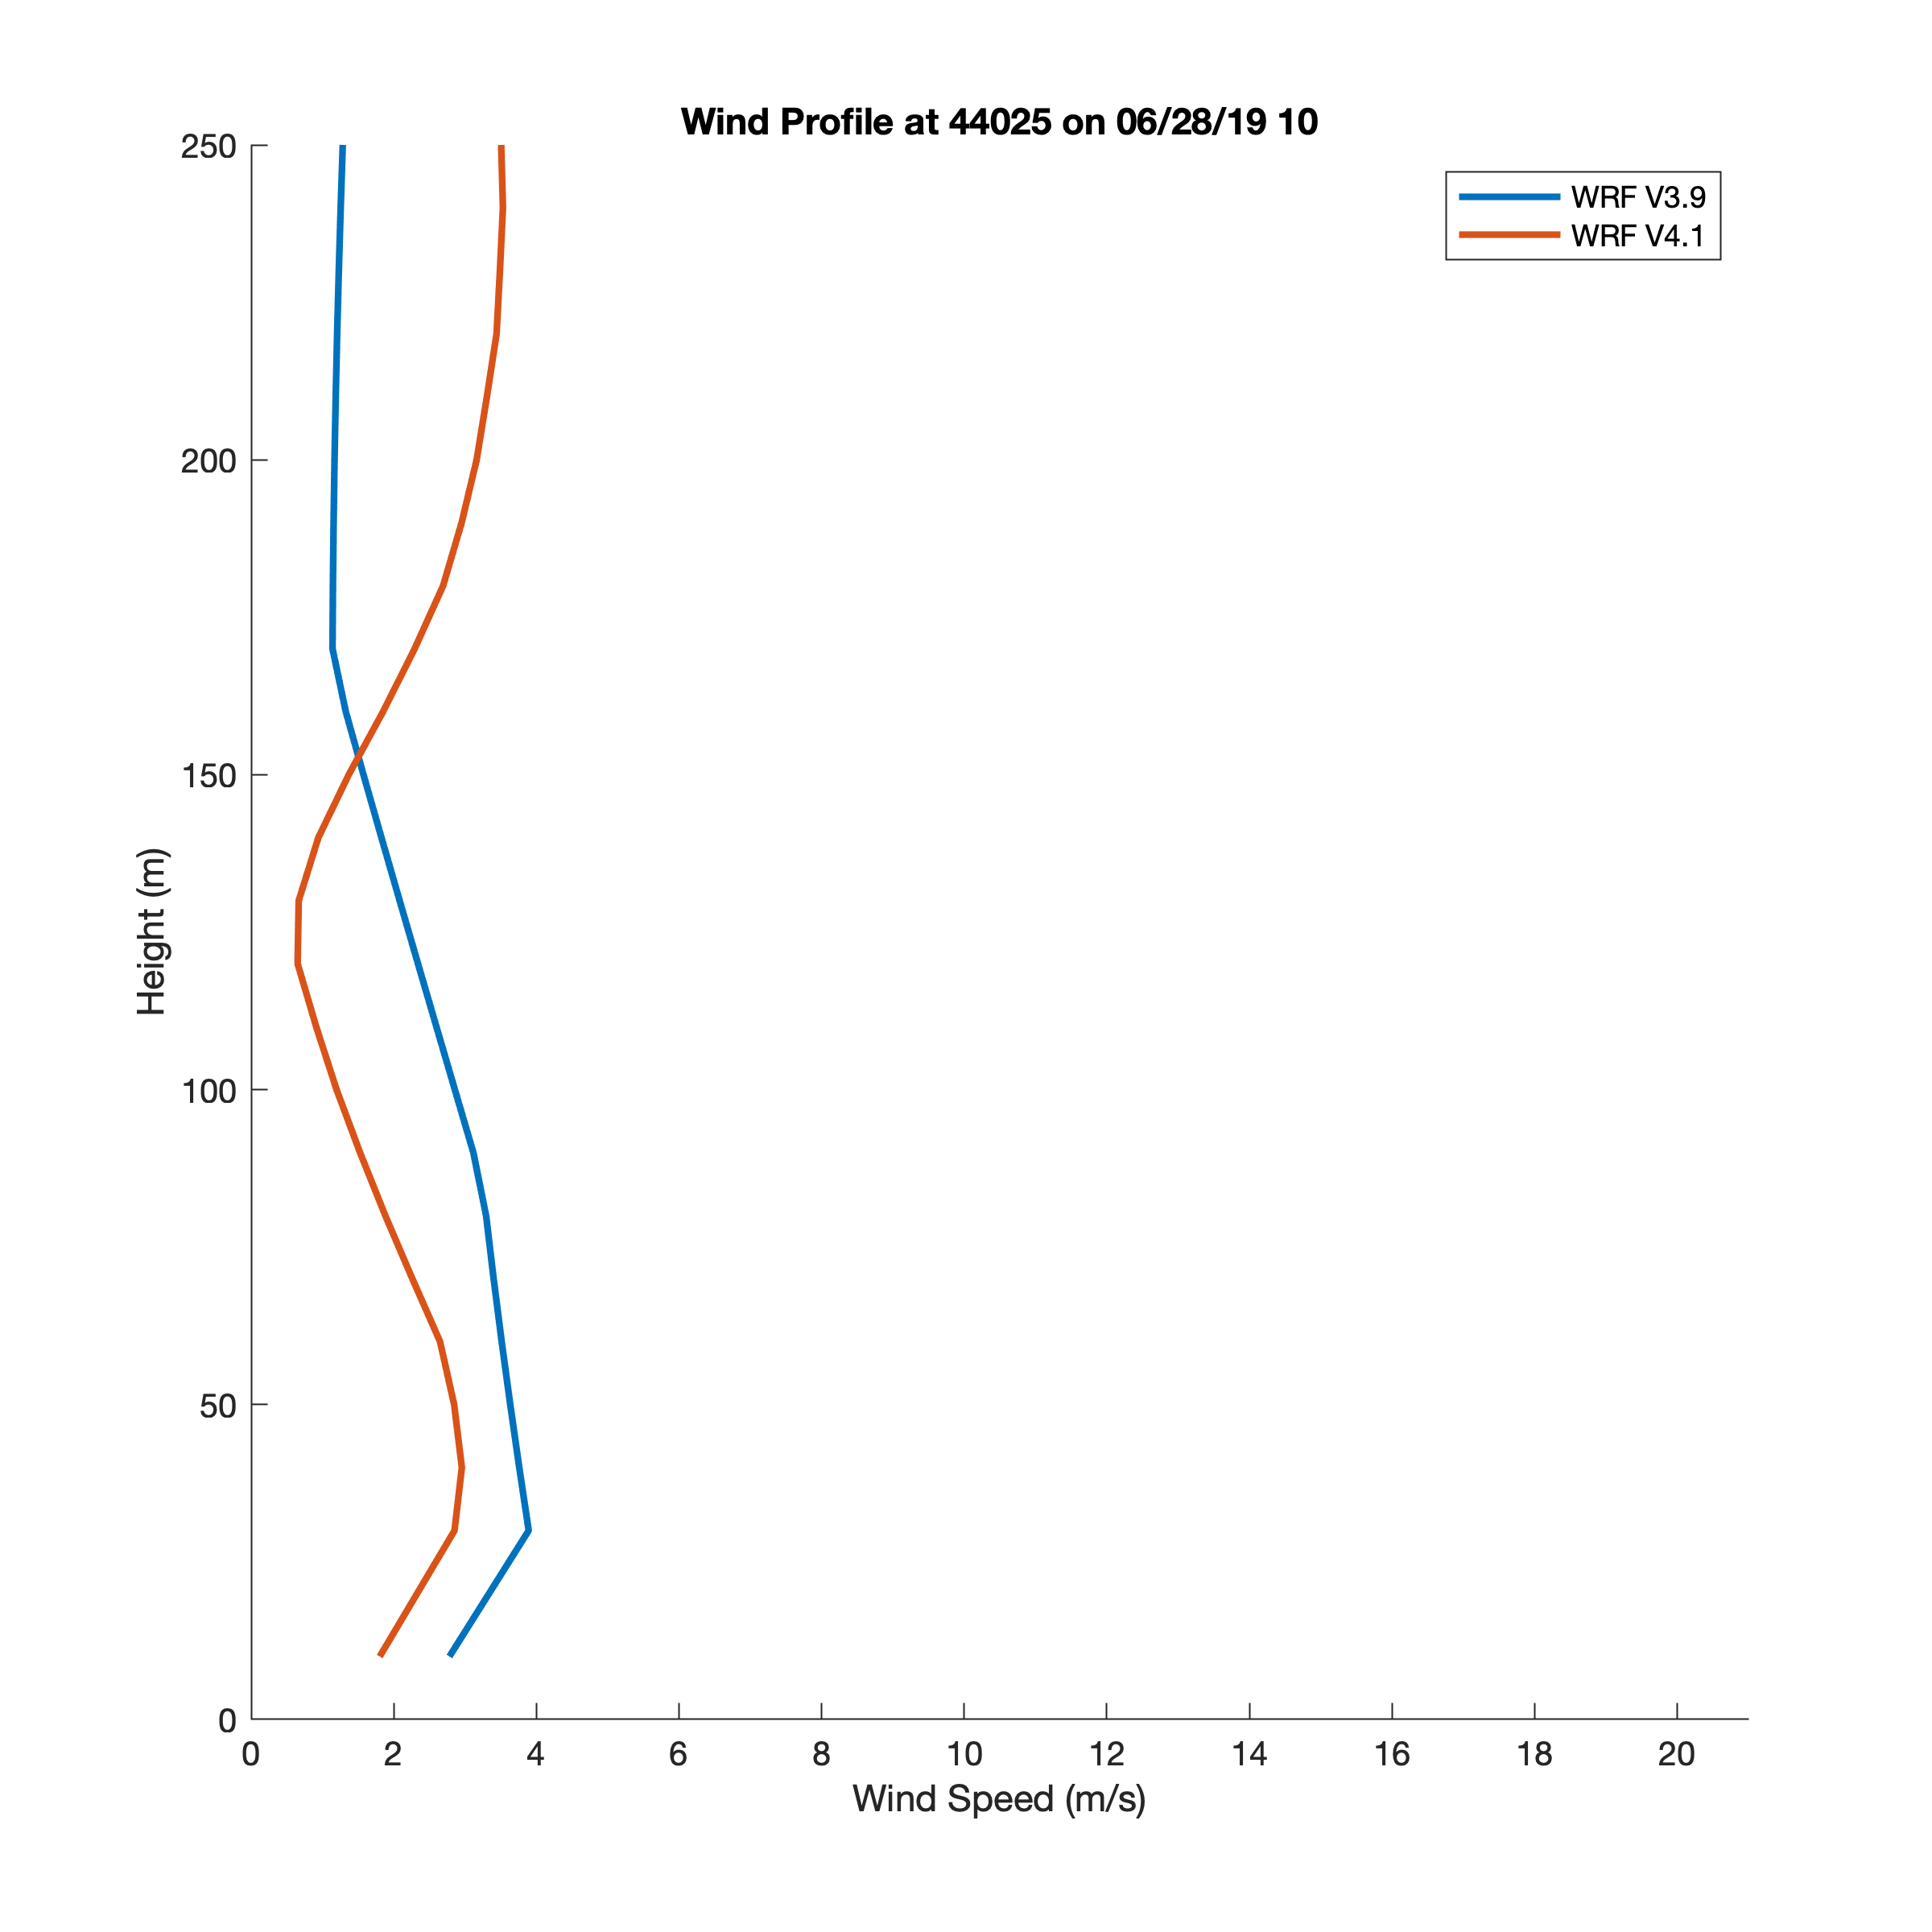 Wind Profile at 44025 on 06/28/19 10
WRF V3.9
WRF V4.1
250
200
150
100
50
0
Height (m)
0 2 4 6 8 10 12 14 16 18 20
Wind Speed (m/s)